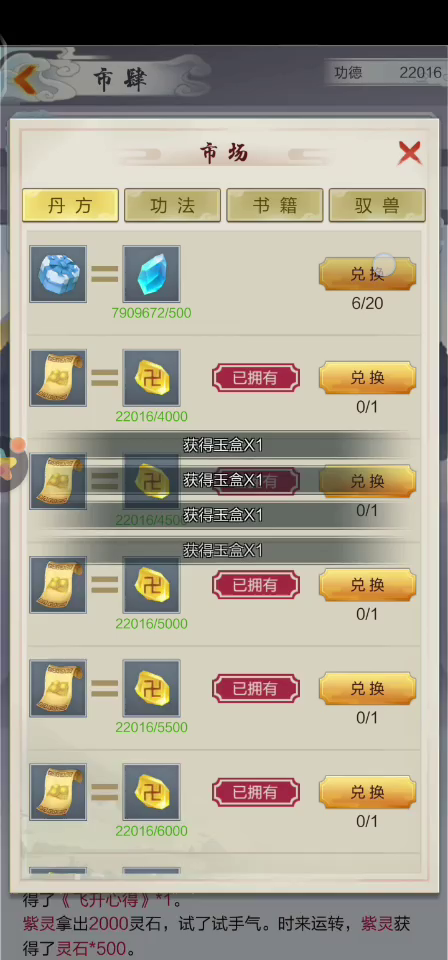 市肆
功德 22016
市场
丹方 功法 书籍 驭兽
兑换
7909672/500
6/20
已拥有 兑换
22016/4000
0/1
获得玉盒X1
获得玉盒X1
兑换
获得玉盒X1
22016/4500
0/1
获得玉盒X1
已拥有 兑换
22016/5000
0/1
已拥有 兑换
22016/5500
0/1
已拥有 兑换
22016/6000
0/1
得了《飞升心得》*1。
紫灵拿出2000灵石，试了试手气。时来运转，紫灵获
得了灵石*500。